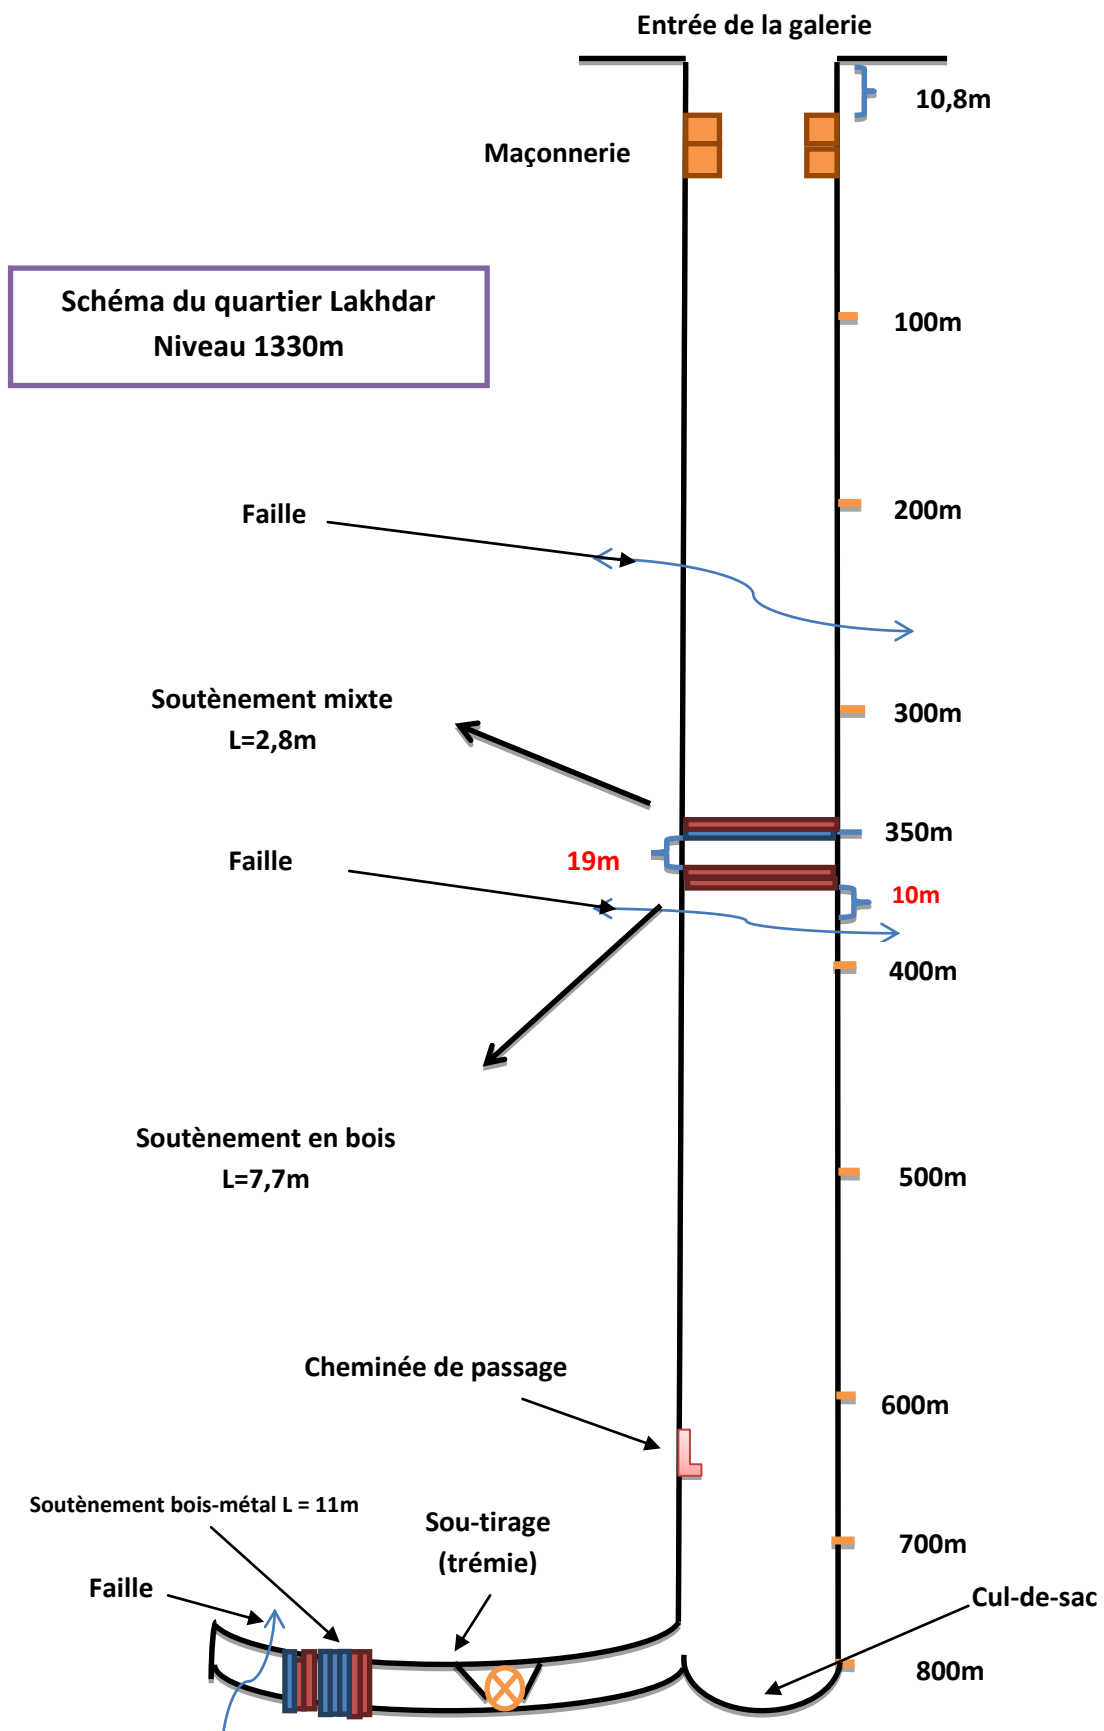 Entrée de la galerie
10,8m
Maçonnerie
Schéma du quartier Lakhdar
Niveau 1330m
100m
200m
Faille
Soutènement mixte
L=2,8m
300m
350m
Faille
19m
10m
400m
Soutènement en bois
L=7,7m
500m
Cheminée de passage
600m
Soutènement bois-métal L = 11m
Sou-tirage
(trémie)
700m
Faille
Cul-de-sac
800m